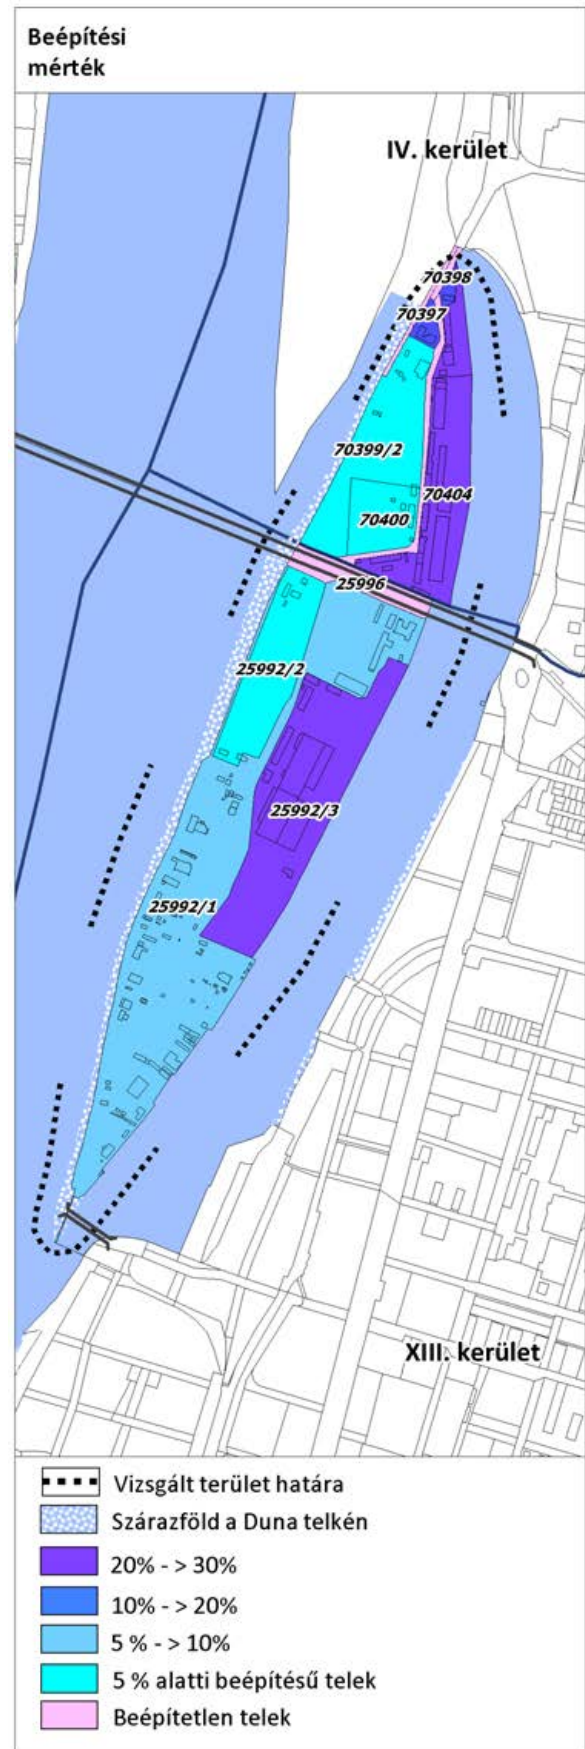 Beépítési
mérték
IV. kerület
70398
70397
70399/2
70404
70400
25996
25992/2
25992/3
25992/1
XIII. kerület
Vizsgált terület határa
Szárazföld a Duna telkén
20% - > 30%
10% - > 20%
5 % - > 10%
5 % alatti beépítésű telek
Beépítetlen telek